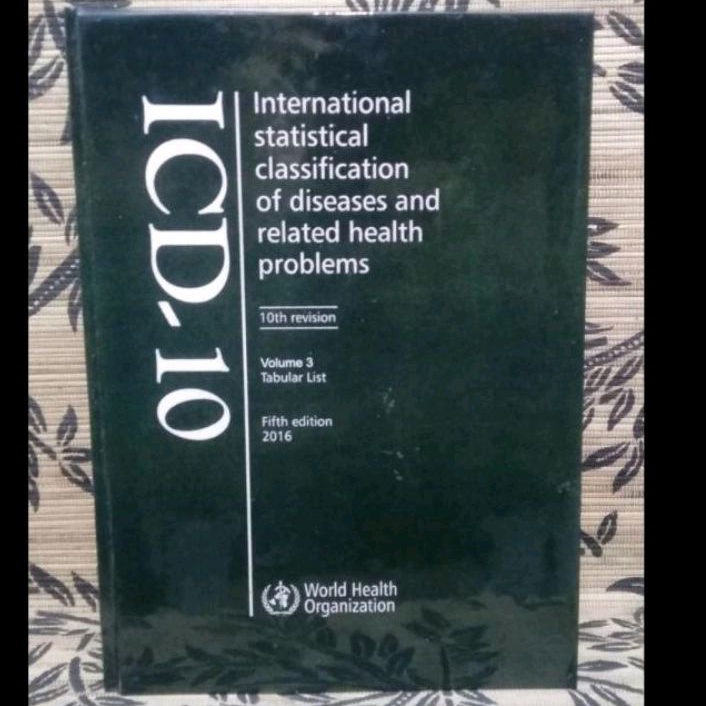 ICD-10
International
statistical
classification
of diseases and
related health
problems
10th revision
Volume 3
Tabular List
Fifth edition
2016
World Health
Organization